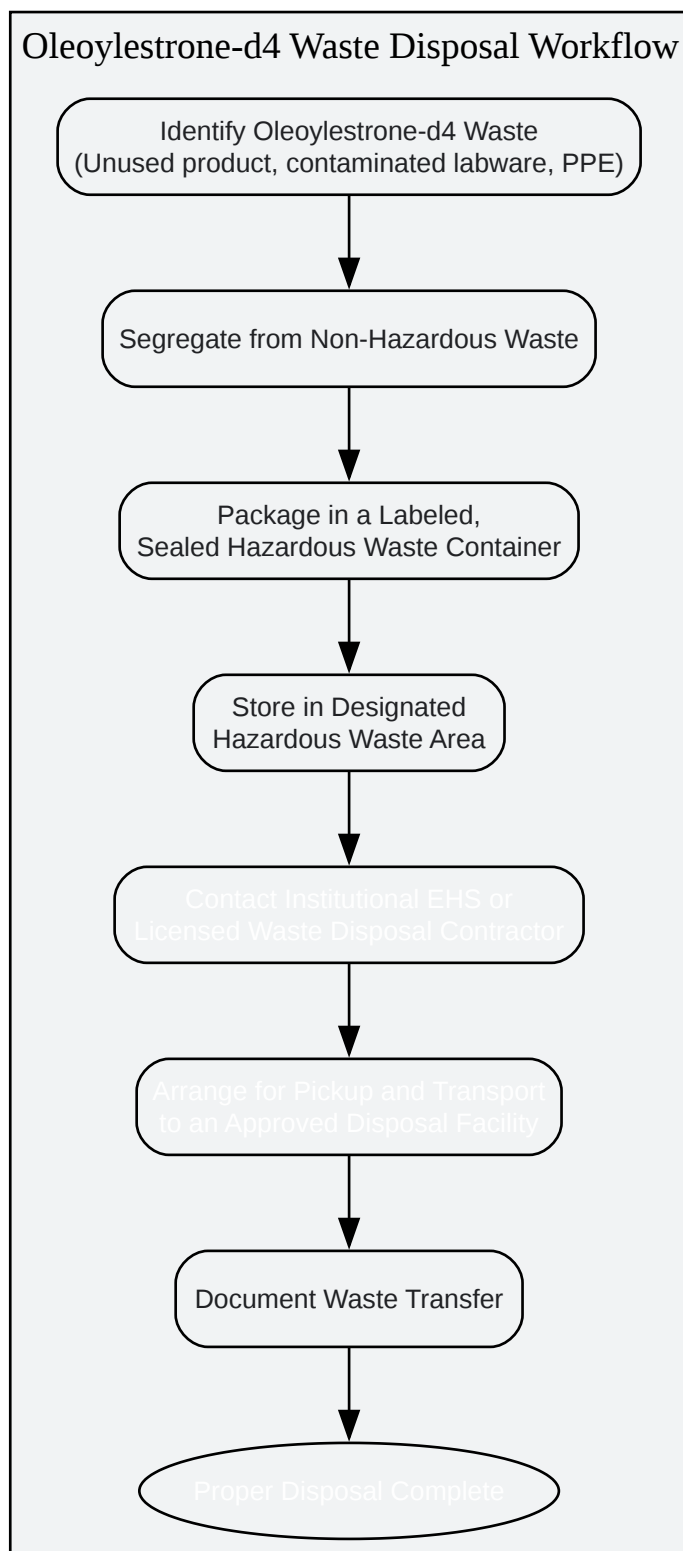 Oleoylestrone-d4 Waste Disposal Workflow
Identify Oleoylestrone-d4 Waste
(Unused product, contaminated labware, PPE)
Segregate from Non-Hazardous Waste
Package in a Labeled,
Sealed Hazardous Waste Container
Store in Designated
Hazardous Waste Area
Contact Institutional EHS or
Licensed Waste Disposal Contractor
Arrange for Pickup and Transport
to an Approved Disposal Facility
Document Waste Transfer
Proper Disposal Complete